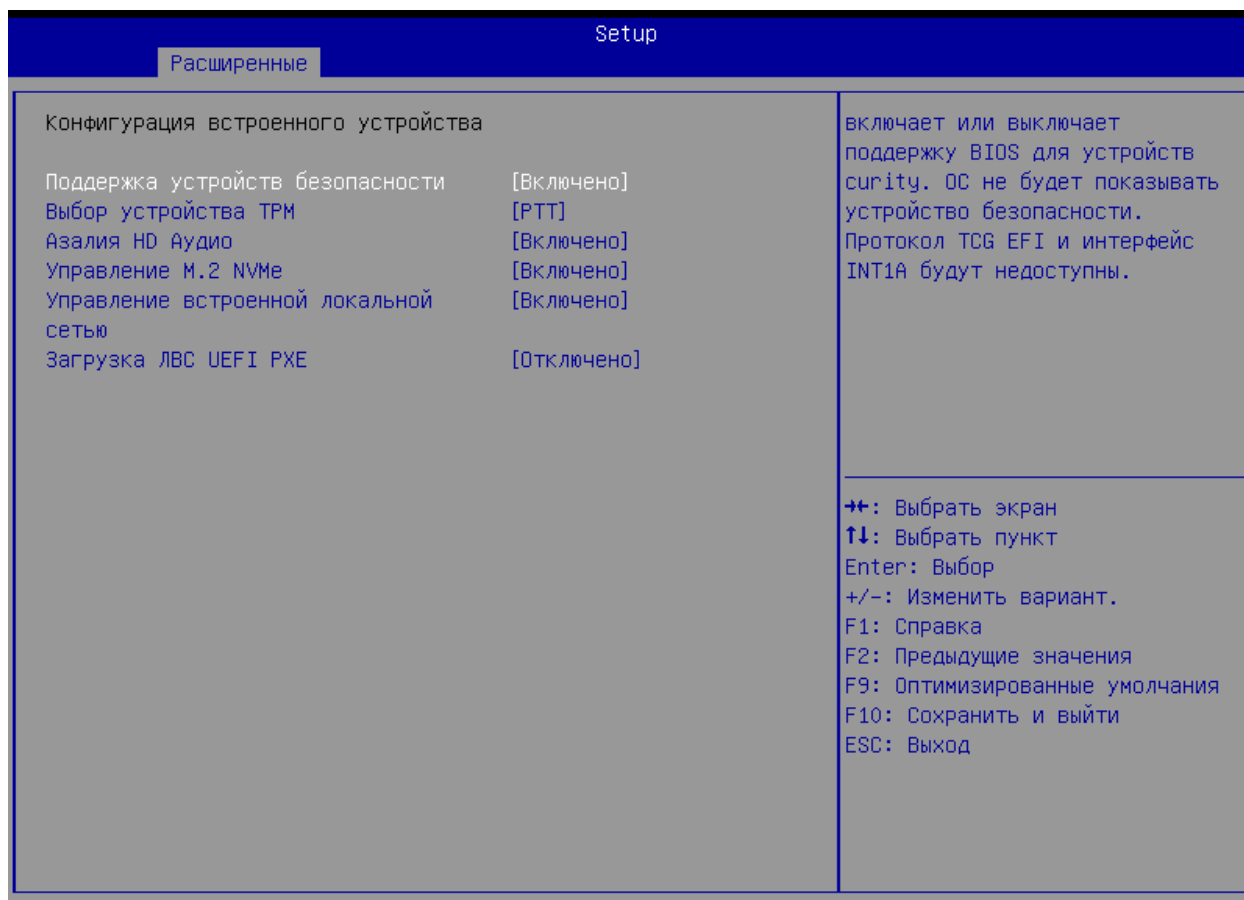 Setup
Расширенные
Конфигурация встроенного устройства
Поддержка устройств безопасности [Включено]
Выбор устройства TPM [PTT]
Азалия HD Аудио [Включено]
Управление M.2 NVMe [Включено]
Управление встроенной локальной [Включено]
сетью
Загрузка ЛВС UEFI PXE [Отключено]
включает или выключает
поддержку BIOS для устройств
curity. ОС не будет показывать
устройство безопасности.
Протокол TCG EFI и интерфейс
INT1A будут недоступны.
→←: Выбрать экран
↑↓: Выбрать пункт
Enter: Выбор
+/-: Изменить вариант.
F1: Справка
F2: Предыдущие значения
F9: Оптимизированные умолчания
F10: Сохранить и выйти
ESC: Выход